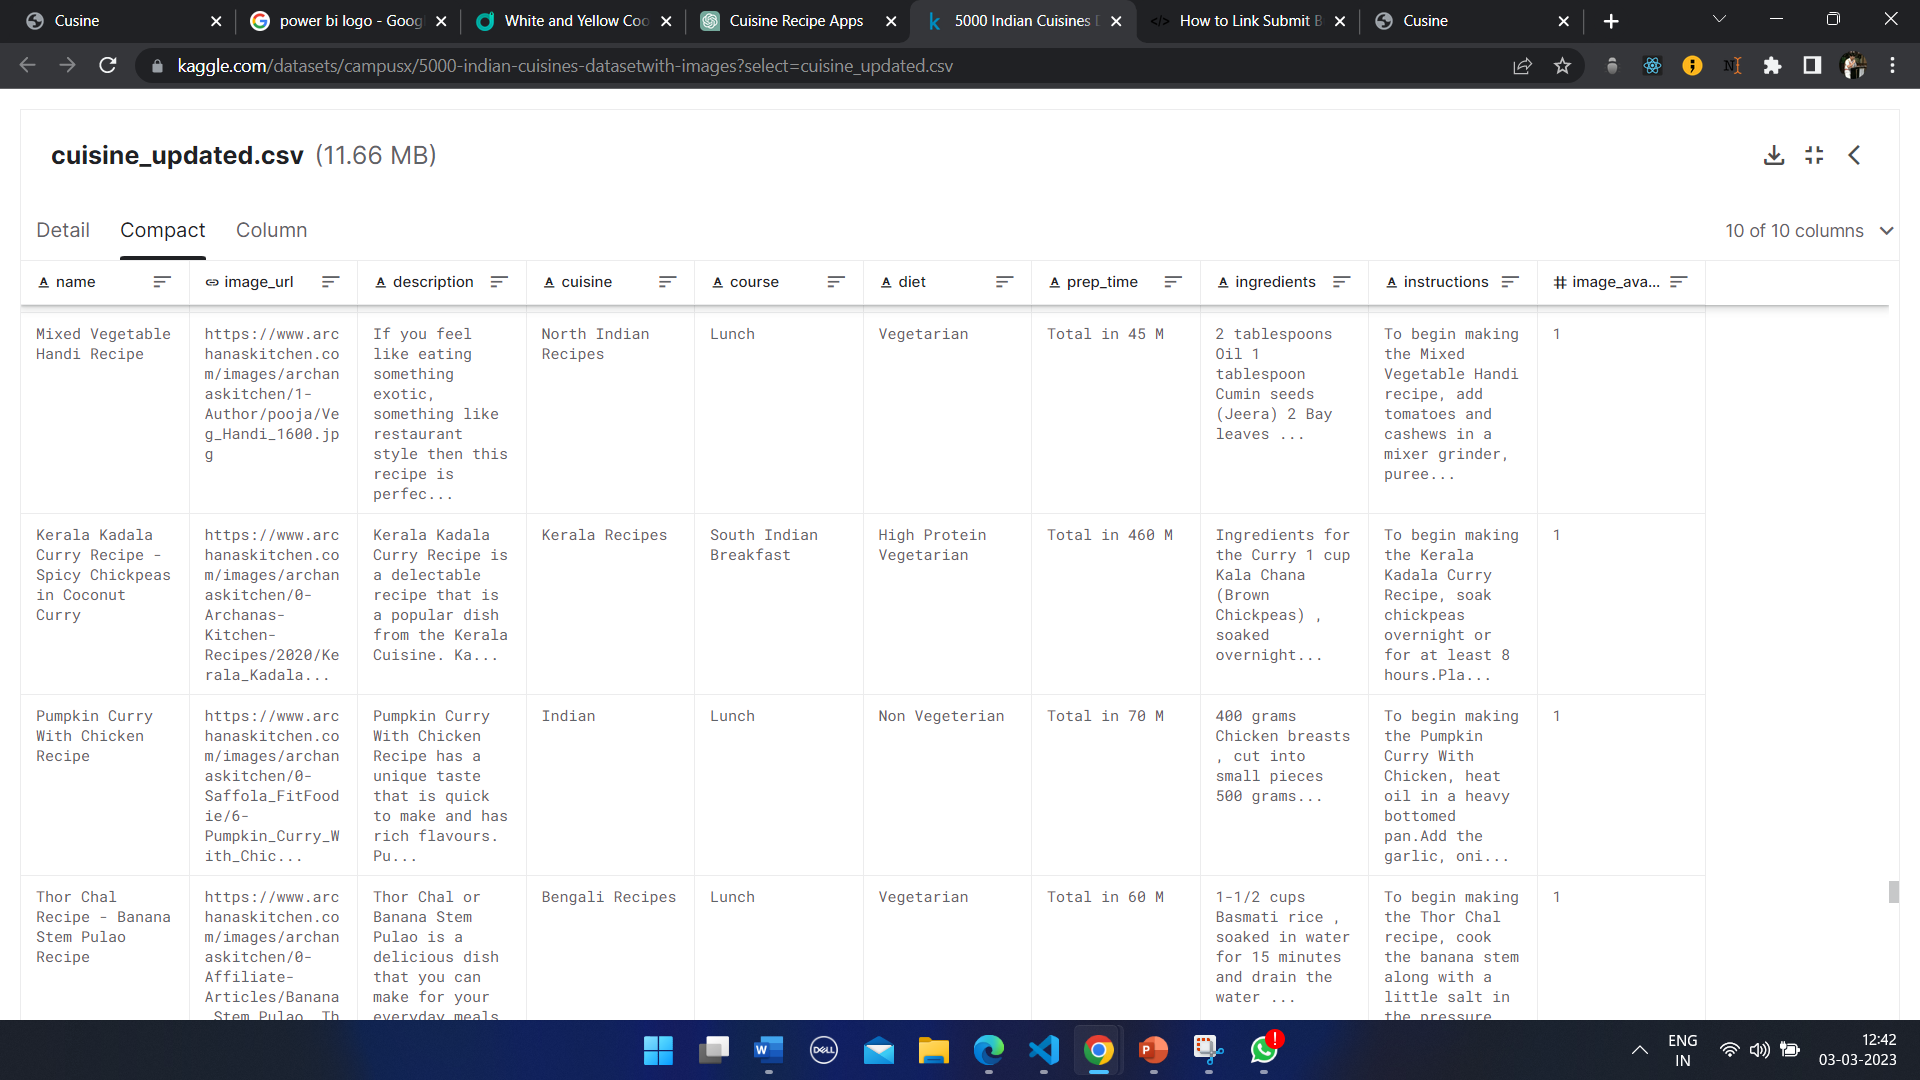 Cusine
power bi logo - Goog
White and Yellow Coo
Cuisine Recipe Apps
5000 Indian Cuisines D
How to Link Submit B
Cusine
kaggle.com/datasets/campusx/5000-indian-cuisines-datasetwith-images?select=cuisine_updated.csv
cuisine_updated.csv (11.66 MB)
Detail Compact Column
10 of 10 columns
name image_url description cuisine course diet prep_time ingredients instructions image_ava...
Mixed Vegetable
Handi Recipe
https://www.arc
hanaskitchen.co
m/images/archan
askitchen/1-
Author/pooja/Ve
g_Handi_1600.jp
g
If you feel
like eating
something
exotic,
something like
restaurant
style then this
recipe is
perfec...
North Indian
Recipes
Lunch
Vegetarian
Total in 45 M
2 tablespoons
Oil 1
tablespoon
Cumin seeds
(Jeera) 2 Bay
leaves ...
To begin making
the Mixed
Vegetable Handi
recipe, add
tomatoes and
cashews in a
mixer grinder,
puree...
1
Kerala Kadala
Curry Recipe -
Spicy Chickpeas
in Coconut
Curry
https://www.arc
hanaskitchen.co
m/images/archan
askitchen/0-
Archanas-
Kitchen-
Recipes/2020/Ke
rala_Kadala...
Kerala Kadala
Curry Recipe is
a delectable
recipe that is
a popular dish
from the Kerala
Cuisine. Ka...
Kerala Recipes
South Indian
Breakfast
High Protein
Vegetarian
Total in 460 M
Ingredients for
the Curry 1 cup
Kala Chana
(Brown
Chickpeas) ,
soaked
overnight...
To begin making
the Kerala
Kadala Curry
Recipe, soak
chickpeas
overnight or
for at least 8
hours.Pla...
1
Pumpkin Curry
With Chicken
Recipe
https://www.arc
hanaskitchen.co
m/images/archan
askitchen/0-
Saffola_FitFood
ie/6-
Pumpkin_Curry_W
ith_Chic...
Pumpkin Curry
With Chicken
Recipe has a
unique taste
that is quick
to make and has
rich flavours.
Pu...
Indian
Lunch
Non Vegeterian
Total in 70 M
400 grams
Chicken breasts
, cut into
small pieces
500 grams...
To begin making
the Pumpkin
Curry With
Chicken, heat
oil in a heavy
bottomed
pan.Add the
garlic, oni...
1
Thor Chal
Recipe - Banana
Stem Pulao
Recipe
https://www.arc
hanaskitchen.co
m/images/archan
askitchen/0-
Affiliate-
Articles/Banana
_Stem_Pulao_Th
Thor Chal or
Banana Stem
Pulao is a
delicious dish
that you can
make for your
everyday meals
Bengali Recipes
Lunch
Vegetarian
Total in 60 M
1-1/2 cups
Basmati rice ,
soaked in water
for 15 minutes
and drain the
water ...
To begin making
the Thor Chal
recipe, cook
the banana stem
along with a
little salt in
the pressure
1
DELL
ENG
IN
12:42
03-03-2023